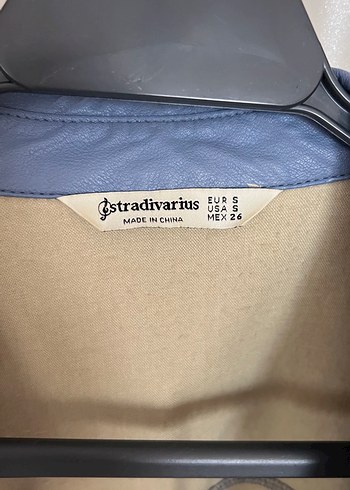 stradivarius
MADE IN CHINA
EUR S
USA S
MEX 26